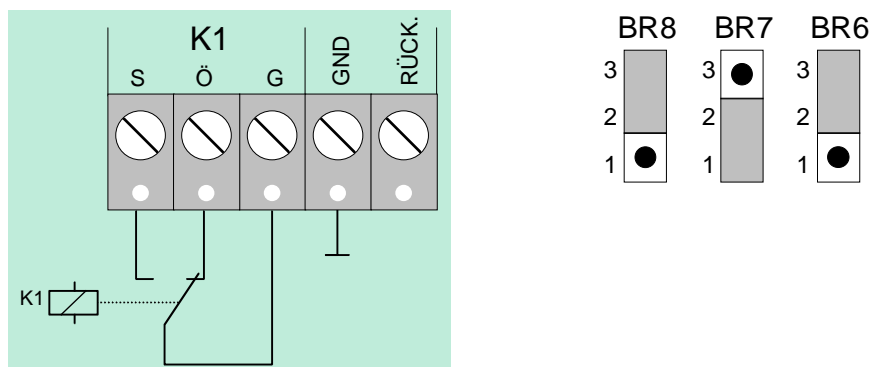 K1
S Ö G GND RÜCK.
K1
BR8 BR7 BR6
3 3 3
2 2 2
1 1 1